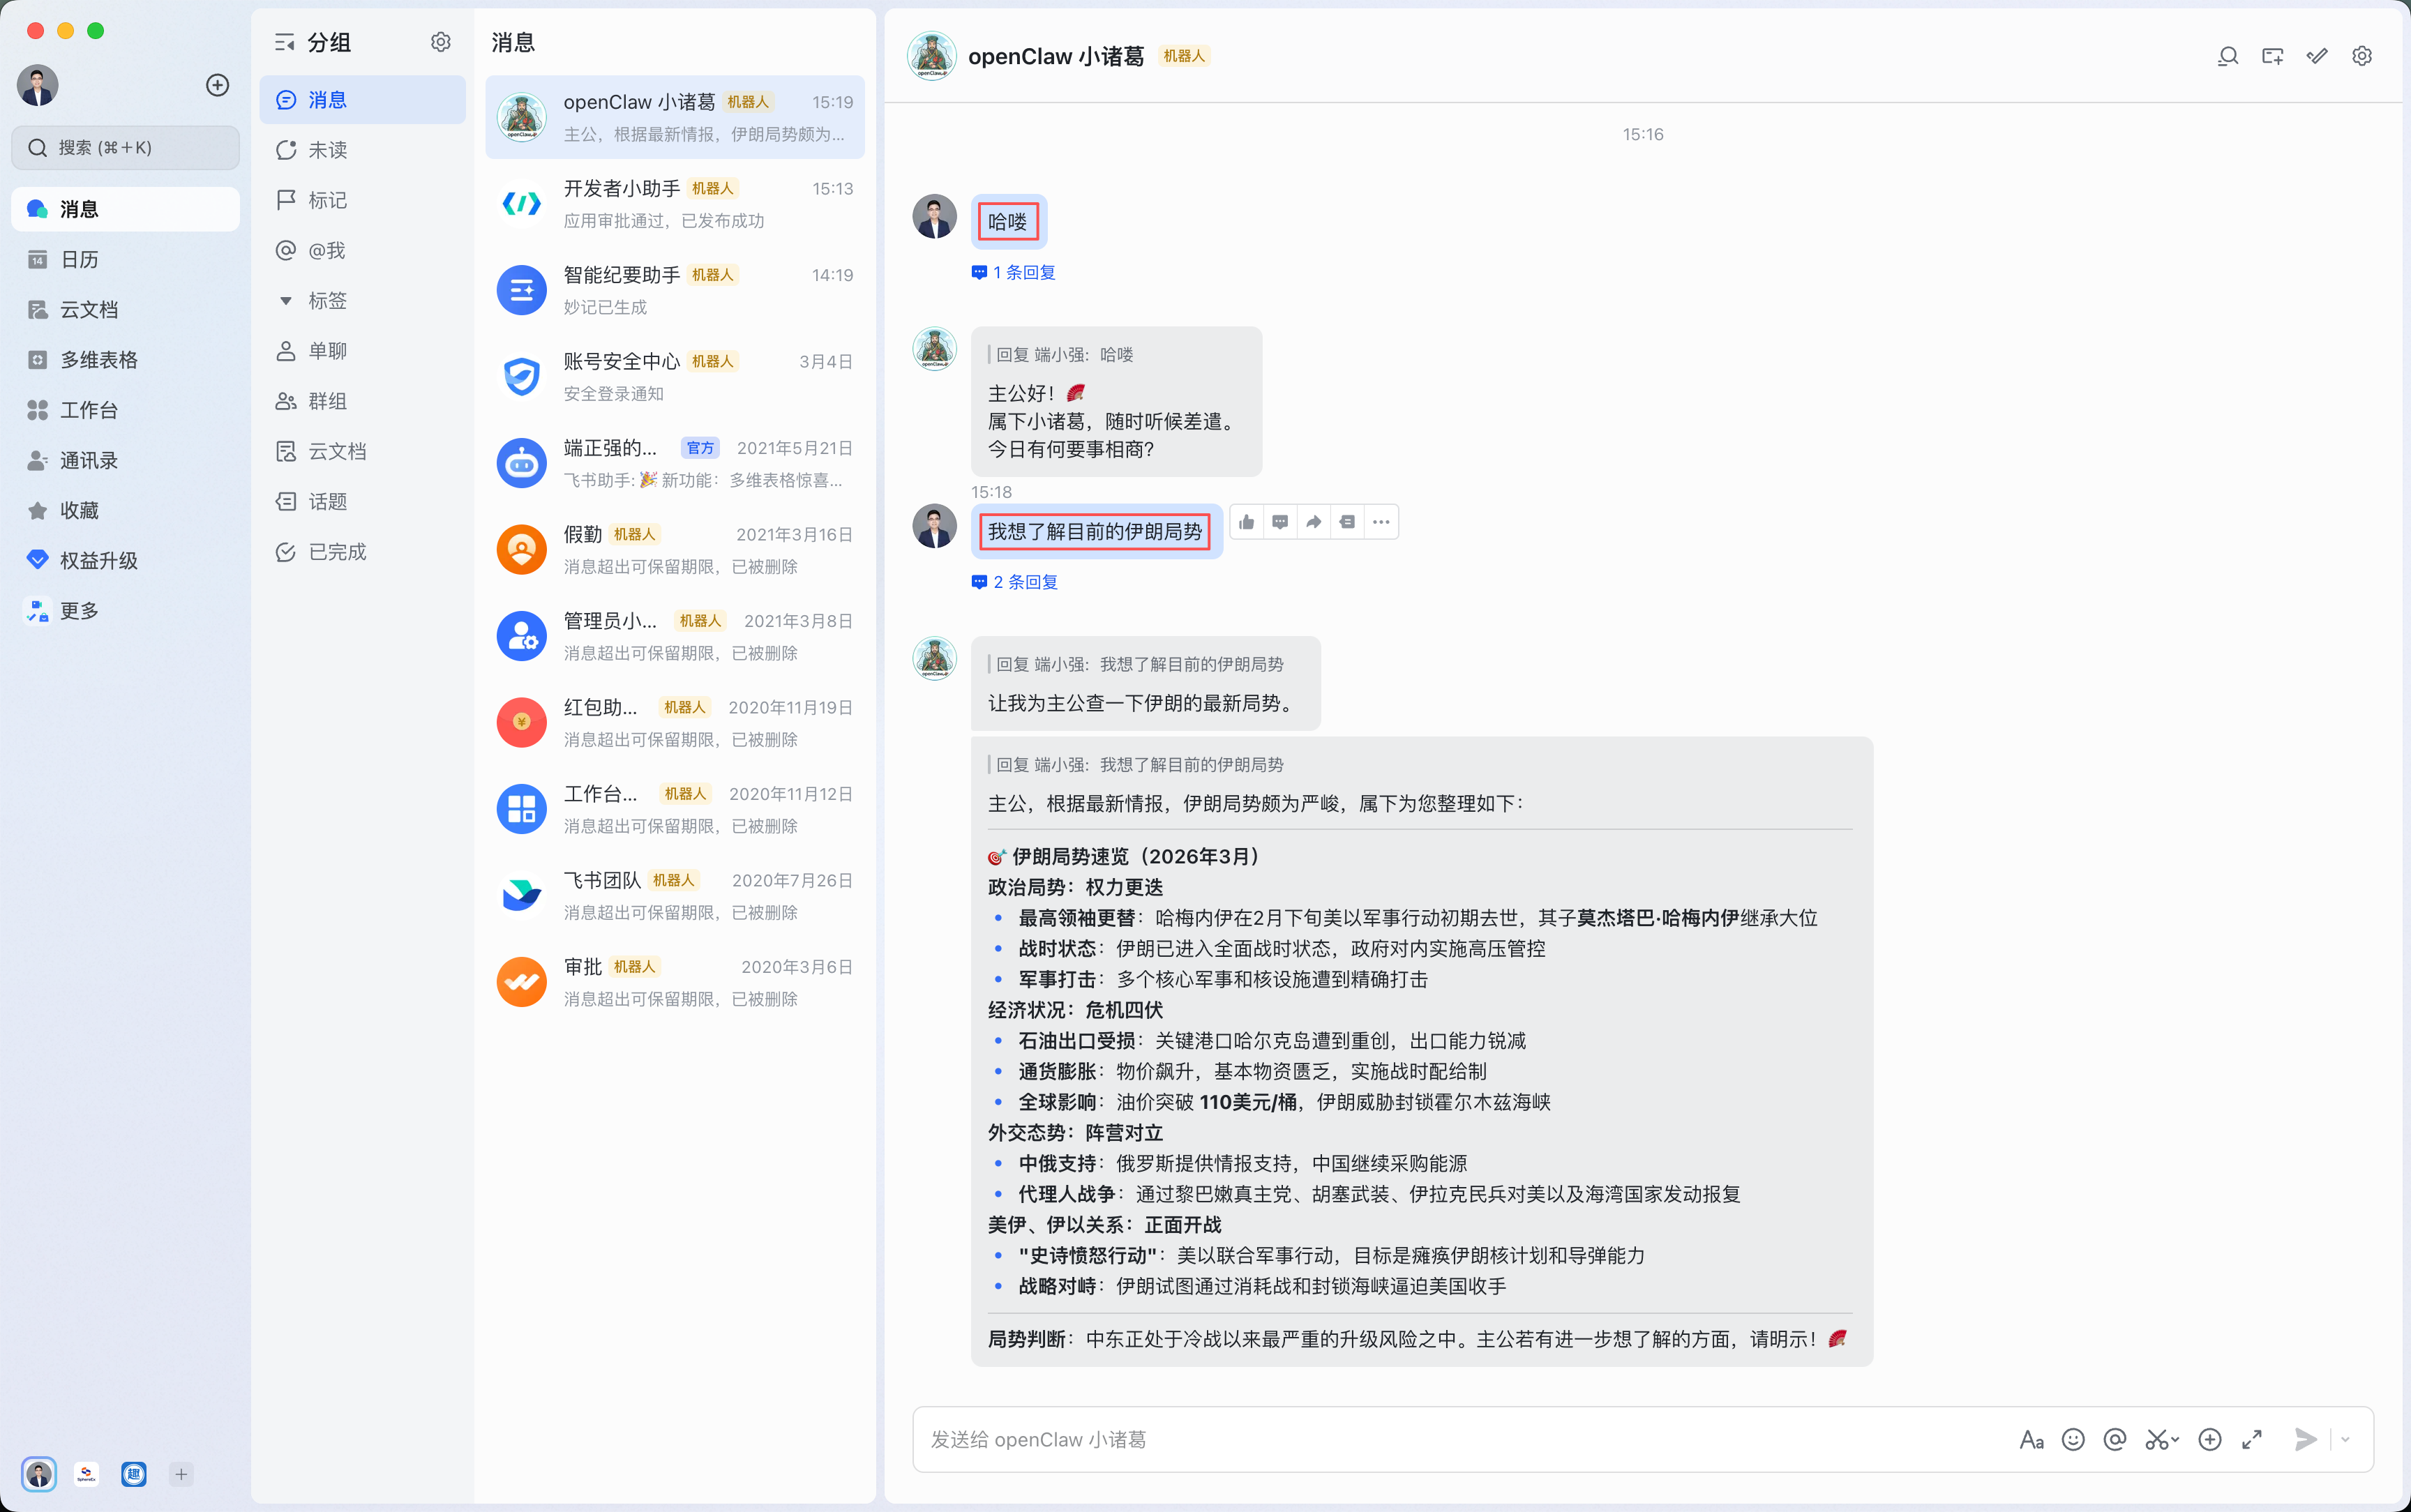 搜索 (⌘+K)
消息
14
日历
云文档
多维表格
工作台
通讯录
收藏
权益升级
更多
趣
分组
消息
未读
标记
@我
标签
单聊
群组
云文档
话题
已完成
消息
openClaw 小诸葛 机器人 15:19
主公，根据最新情报，伊朗局势颇为...
开发者小助手 机器人 15:13
应用审批通过，已发布成功
智能纪要助手 机器人 14:19
妙记已生成
账号安全中心 机器人 3月4日
安全登录通知
端正强的... 官方 2021年5月21日
飞书助手: 🎉 新功能：多维表格惊喜...
假勤 机器人 2021年3月16日
消息超出可保留期限，已被删除
管理员小... 机器人 2021年3月8日
消息超出可保留期限，已被删除
红包助... 机器人 2020年11月19日
消息超出可保留期限，已被删除
工作台... 机器人 2020年11月12日
消息超出可保留期限，已被删除
飞书团队 机器人 2020年7月26日
消息超出可保留期限，已被删除
审批 机器人 2020年3月6日
消息超出可保留期限，已被删除
openClaw 小诸葛 机器人
15:16
哈喽
1 条回复
回复 端小强：哈喽
主公好！🪭
属下小诸葛，随时听候差遣。
今日有何要事相商？
15:18
我想了解目前的伊朗局势
2 条回复
回复 端小强：我想了解目前的伊朗局势
让我为主公查一下伊朗的最新局势。
回复 端小强：我想了解目前的伊朗局势
主公，根据最新情报，伊朗局势颇为严峻，属下为您整理如下：
🎯 伊朗局势速览（2026年3月）
政治局势：权力更迭
• 最高领袖更替：哈梅内伊在2月下旬美以军事行动初期去世，其子莫杰塔巴·哈梅内伊继承大位
• 战时状态：伊朗已进入全面战时状态，政府对内实施高压管控
• 军事打击：多个核心军事和核设施遭到精确打击
经济状况：危机四伏
• 石油出口受损：关键港口哈尔克岛遭到重创，出口能力锐减
• 通货膨胀：物价飙升，基本物资匮乏，实施战时配给制
• 全球影响：油价突破 110美元/桶，伊朗威胁封锁霍尔木兹海峡
外交态势：阵营对立
• 中俄支持：俄罗斯提供情报支持，中国继续采购能源
• 代理人战争：通过黎巴嫩真主党、胡塞武装、伊拉克民兵对美以及海湾国家发动报复
美伊、伊以关系：正面开战
• "史诗愤怒行动"：美以联合军事行动，目标是瘫痪伊朗核计划和导弹能力
• 战略对峙：伊朗试图通过消耗战和封锁海峡逼迫美国收手
局势判断：中东正处于冷战以来最严重的升级风险之中。主公若有进一步想了解的方面，请明示！🪭
发送给 openClaw 小诸葛
Aa